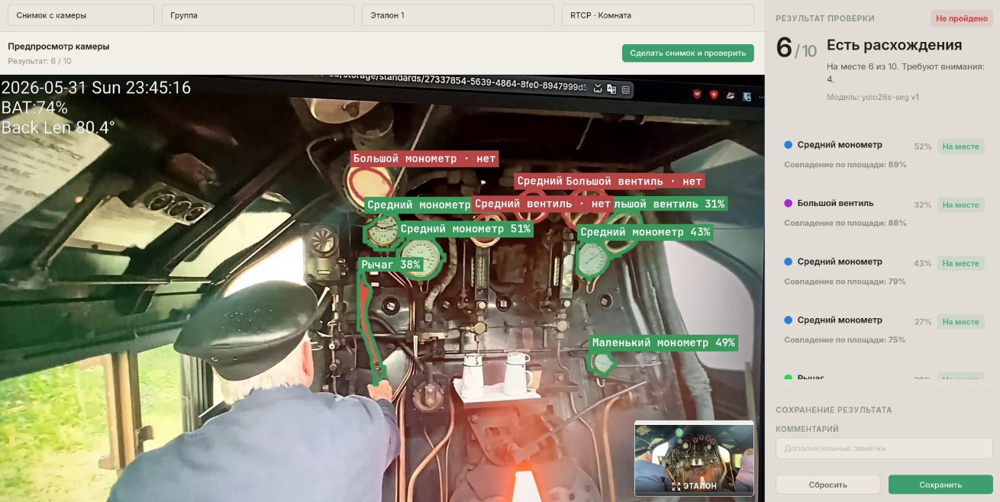 Снимок с камеры
Группа
Эталон 1
RTCP · Комната
Предпросмотр камеры
Результат: 6 / 10
Сделать снимок и проверить
/storage/standards/27337854-5639-4864-8fe0-8947999d5
2026-05-31 Sun 23:45:16
BAT:74%
Back Len 80.4°
Большой монометр · нет
Средний
Большой вентиль · нет
Средний монометр
Средний вентиль · нет
льшой вентиль 31%
Средний монометр 51%
Средний монометр 43%
Рычаг 38%
Маленький монометр 49%
ЭТАЛОН
РЕЗУЛЬТАТ ПРОВЕРКИ
Не пройдено
6 / 10
Есть расхождения
На месте 6 из 10. Требуют внимания:
4.
Модель: yolo26s-seg v1
Средний монометр 52% На месте
Совпадение по площади: 89%
Большой вентиль 32% На месте
Совпадение по площади: 88%
Средний монометр 43% На месте
Совпадение по площади: 79%
Средний монометр 27% На месте
Совпадение по площади: 75%
Рычаг
СОХРАНЕНИЕ РЕЗУЛЬТАТА
КОММЕНТАРИЙ
Дополнительные заметки
Сбросить
Сохранить